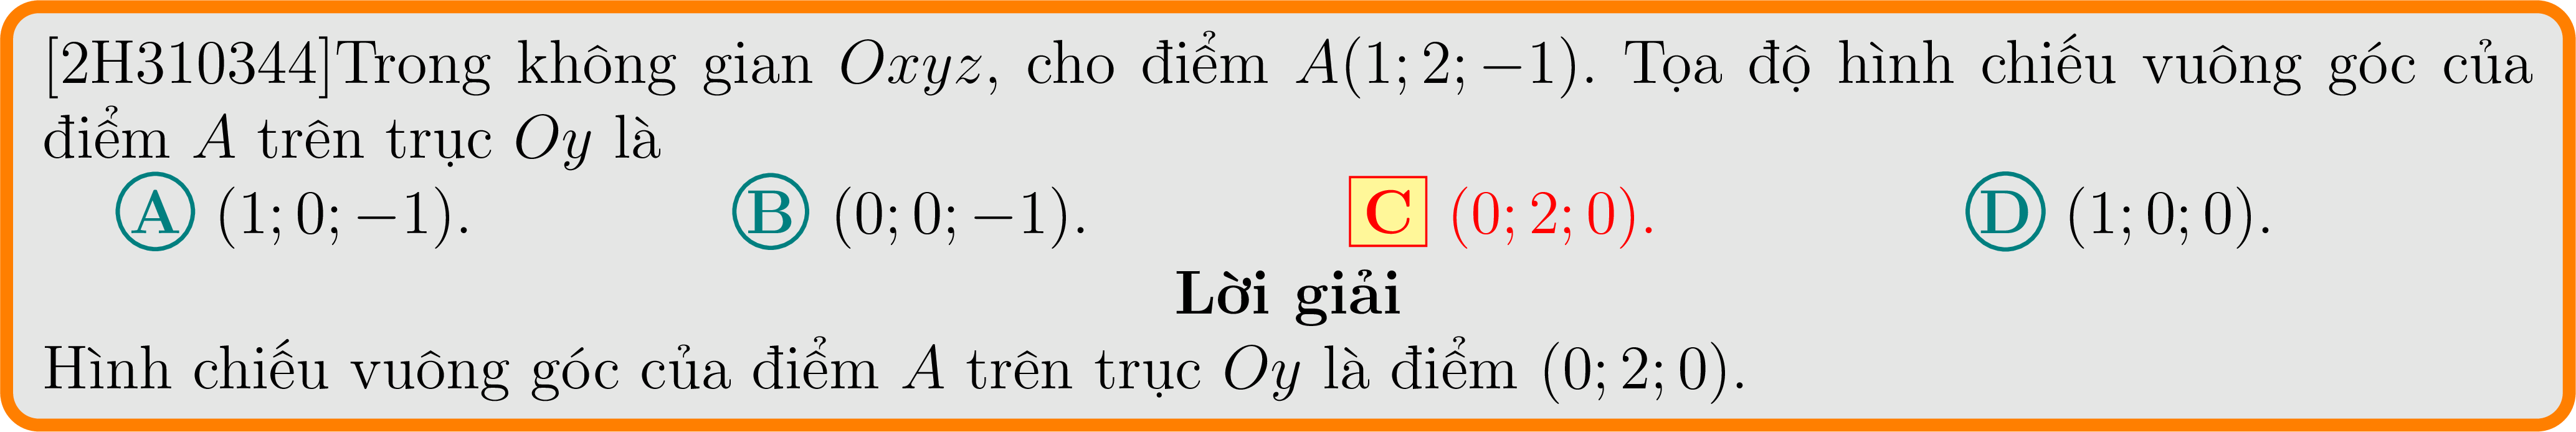 [2H310344]Trong không gian Oxyz, cho điểm A(1; 2; −1). Tọa độ hình chiếu vuông góc của
điểm A trên trục Oy là
A (1; 0; −1). B (0; 0; −1). C (0; 2; 0). D (1; 0; 0).
Lời giải
Hình chiếu vuông góc của điểm A trên trục Oy là điểm (0; 2; 0).